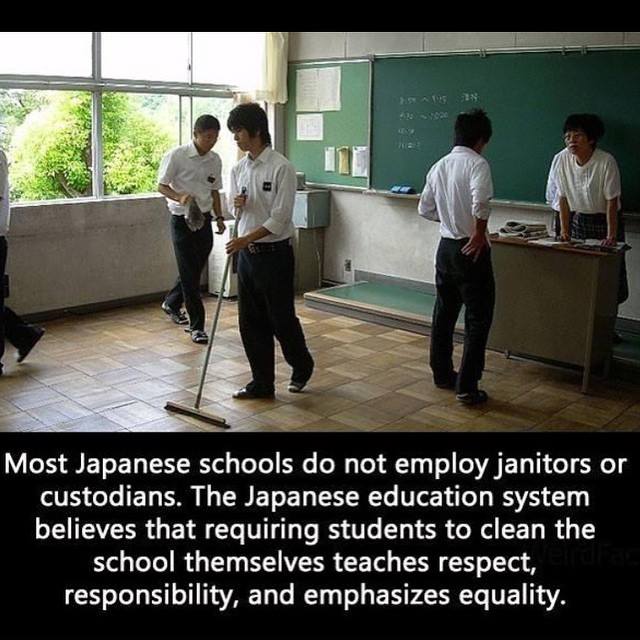 Most Japanese schools do not employ janitors or
custodians. The Japanese education system
believes that requiring students to clean the
school themselves teaches respect,
responsibility, and emphasizes equality.